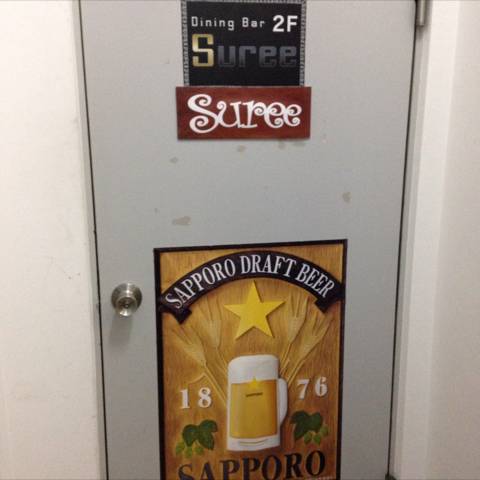 Dining Bar 2F
Suree
Suree
SAPPORO DRAFT BEER
18 76
SAPPORO